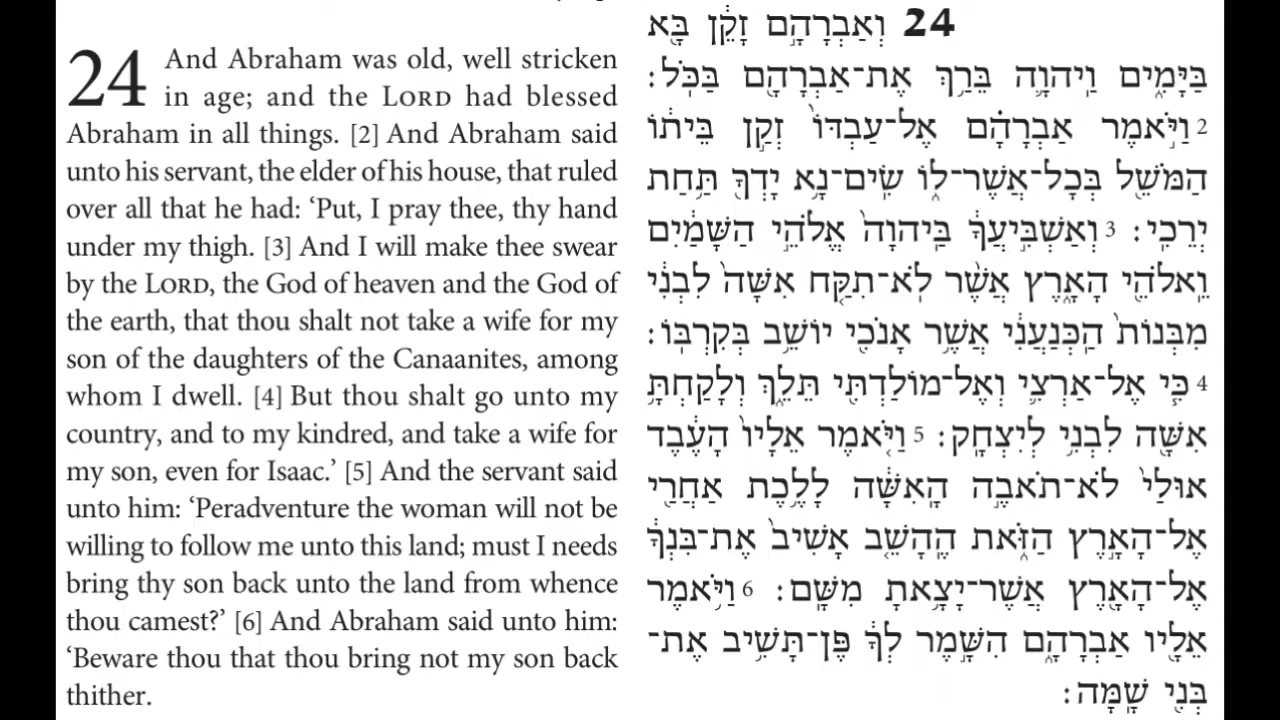 24 And Abraham was old, well stricken
in age; and the LORD had blessed
Abraham in all things. [2] And Abraham said
unto his servant, the elder of his house, that ruled
over all that he had: ‘Put, I pray thee, thy hand
under my thigh. [3] And I will make thee swear
by the LORD, the God of heaven and the God of
the earth, that thou shalt not take a wife for my
son of the daughters of the Canaanites, among
whom I dwell. [4] But thou shalt go unto my
country, and to my kindred, and take a wife for
my son, even for Isaac.’ [5] And the servant said
unto him: ‘Peradventure the woman will not be
willing to follow me unto this land; must I needs
bring thy son back unto the land from whence
thou camest?’ [6] And Abraham said unto him:
‘Beware thou that thou bring not my son back
thither.
24 וְאַבְרָהָ֣ם זָקֵ֔ן בָּ֖א
בַּיָּמִ֑ים וַֽיהוָ֛ה בֵּרַ֥ךְ אֶת־אַבְרָהָ֖ם בַּכֹּֽל׃
2 וַיֹּ֣אמֶר אַבְרָהָ֗ם אֶל־עַבְדּוֹ֙ זְקַ֣ן בֵּית֔וֹ
הַמֹּשֵׁ֖ל בְּכָל־אֲשֶׁר־ל֑וֹ שִֽׂים־נָ֥א יָדְךָ֖ תַּ֥חַת
יְרֵכִֽי׃ 3 וְאַשְׁבִּ֣יעֲךָ֔ בַּֽיהוָה֙ אֱלֹהֵ֣י הַשָּׁמַ֔יִם
וֵֽאלֹהֵ֖י הָאָ֑רֶץ אֲשֶׁ֨ר לֹֽא־תִקַּ֤ח אִשָּׁה֙ לִבְנִ֔י
מִבְּנוֹת֙ הַֽכְּנַעֲנִ֔י אֲשֶׁ֥ר אָנֹכִ֖י יוֹשֵׁ֥ב בְּקִרְבּֽוֹ׃
4 כִּ֧י אֶל־אַרְצִ֛י וְאֶל־מוֹלַדְתִּ֖י תֵּלֵ֑ךְ וְלָקַחְתָּ֥
אִשָּׁ֖ה לִבְנִ֥י לְיִצְחָֽק׃ 5 וַיֹּ֤אמֶר אֵלָיו֙ הָעֶ֔בֶד
אוּלַי֙ לֹא־תֹאבֶ֣ה הָֽאִשָּׁ֔ה לָלֶ֥כֶת אַחֲרַ֖י
אֶל־הָאָ֣רֶץ הַזֹּ֑את הֶֽהָשֵׁ֤ב אָשִׁיב֙ אֶת־בִּנְךָ֔
אֶל־הָאָ֖רֶץ אֲשֶׁר־יָצָ֥אתָ מִשָּֽׁם׃ 6 וַיֹּ֥אמֶר
אֵלָ֖יו אַבְרָהָ֑ם הִשָּׁ֣מֶר לְךָ֔ פֶּן־תָּשִׁ֥יב אֶת־
בְּנִ֖י שָֽׁמָּה׃